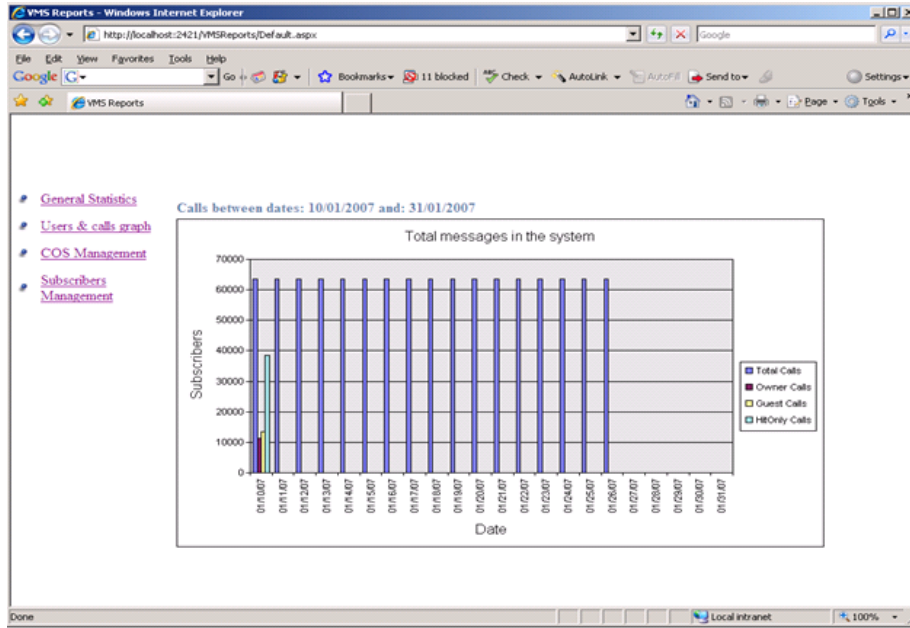 VMS Reports - Windows Internet Explorer
http://localhost:2421/VMSReports/Default.aspx
Google
File Edit View Favorites Tools Help
Google G Go Bookmarks 11 blocked Check AutoLink AutoFill Send to Settings
VMS Reports
Page Tools
General Statistics
Users & calls graph
COS Management
Subscribers
Management
Calls between dates: 10/01/2007 and: 31/01/2007
Total messages in the system
Subscribers
70000
60000
50000
40000
30000
20000
10000
0
01/10/07
01/11/07
01/12/07
01/13/07
01/14/07
01/15/07
01/16/07
01/17/07
01/18/07
01/19/07
01/20/07
01/21/07
01/22/07
01/23/07
01/24/07
01/25/07
01/26/07
01/27/07
01/28/07
01/29/07
01/30/07
01/31/07
Date
Total Calls
Owner Calls
Guest Calls
HitOnly Calls
Done
Local intranet
100%